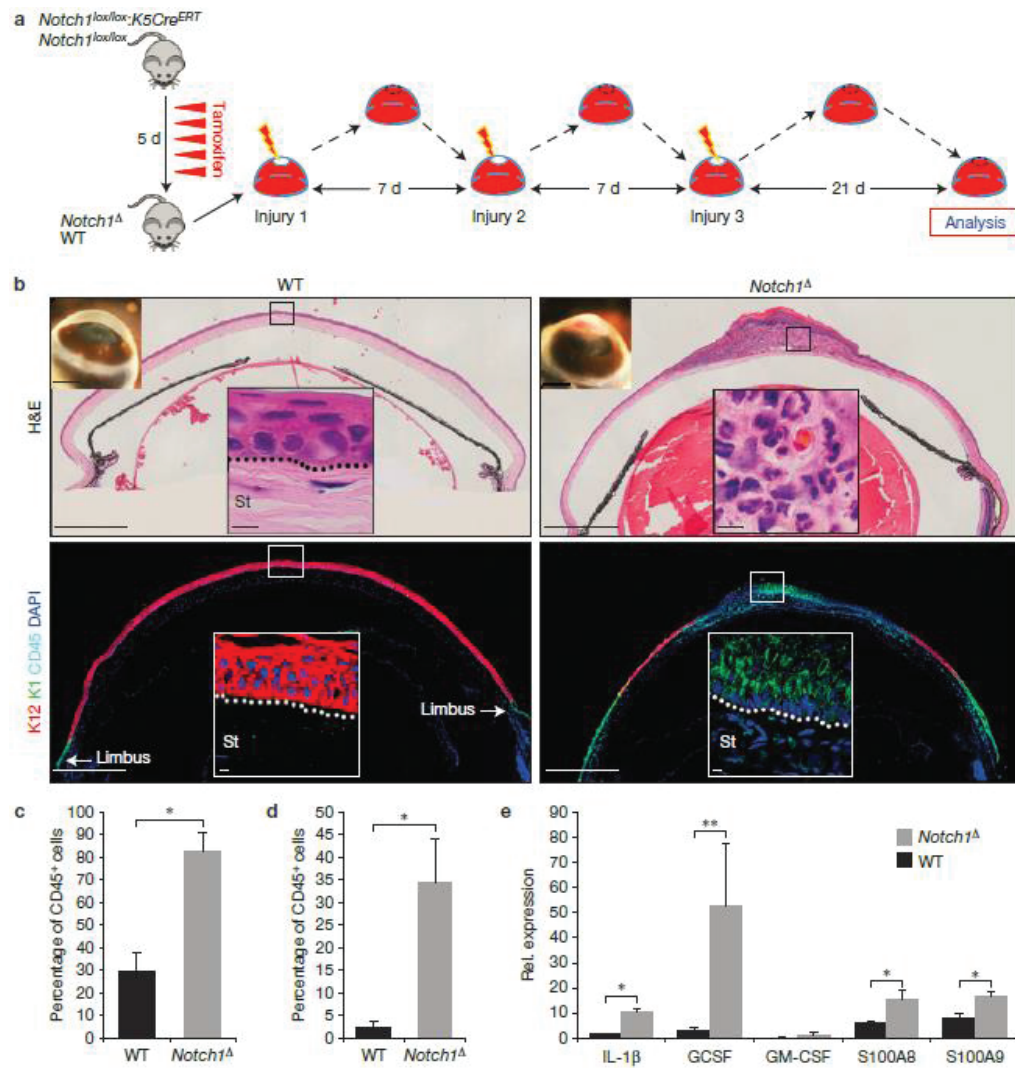 a
Notch1lox/lox:K5CreERT
Notch1lox/lox
5 d
Tamoxifen
Notch1Δ
WT
Injury 1
7 d
Injury 2
7 d
Injury 3
21 d
Analysis
b
WT
Notch1Δ
H&E
St
K12 K1 CD45 DAPI
Limbus
St
Limbus
St
c
Percentage of CD45+ cells
100
90
80
70
60
50
40
30
20
10
0
*
WT
Notch1Δ
d
Percentage of CD45+ cells
50
45
40
35
30
25
20
15
10
5
0
*
WT
Notch1Δ
e
Rel. expression
90
80
70
60
50
40
30
20
10
0
*
**
*
*
Notch1Δ
WT
IL-1β
GCSF
GM-CSF
S100A8
S100A9